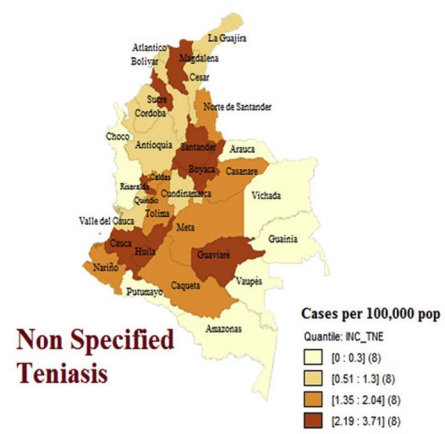 La Guajira
Atlantico
Bolivar
Magdalena
Cesar
Sucre
Cordoba
Norte de Santander
Choco
Antioquia
Santander
Arauca
Boyaca
Casanare
Caldas
Risaralda
Cundinamarca
Vichada
Quindio
Tolima
Valle del Cauca
Meta
Guainia
Cauca
Huila
Guaviare
Nariño
Caqueta
Vaupés
Putumayo
Amazonas
Non Specified
Teniasis
Cases per 100,000 pop
Quantile: INC_TNE
[0 : 0.3] (8)
[0.51 : 1.3] (8)
[1.35 : 2.04] (8)
[2.19 : 3.71] (8)